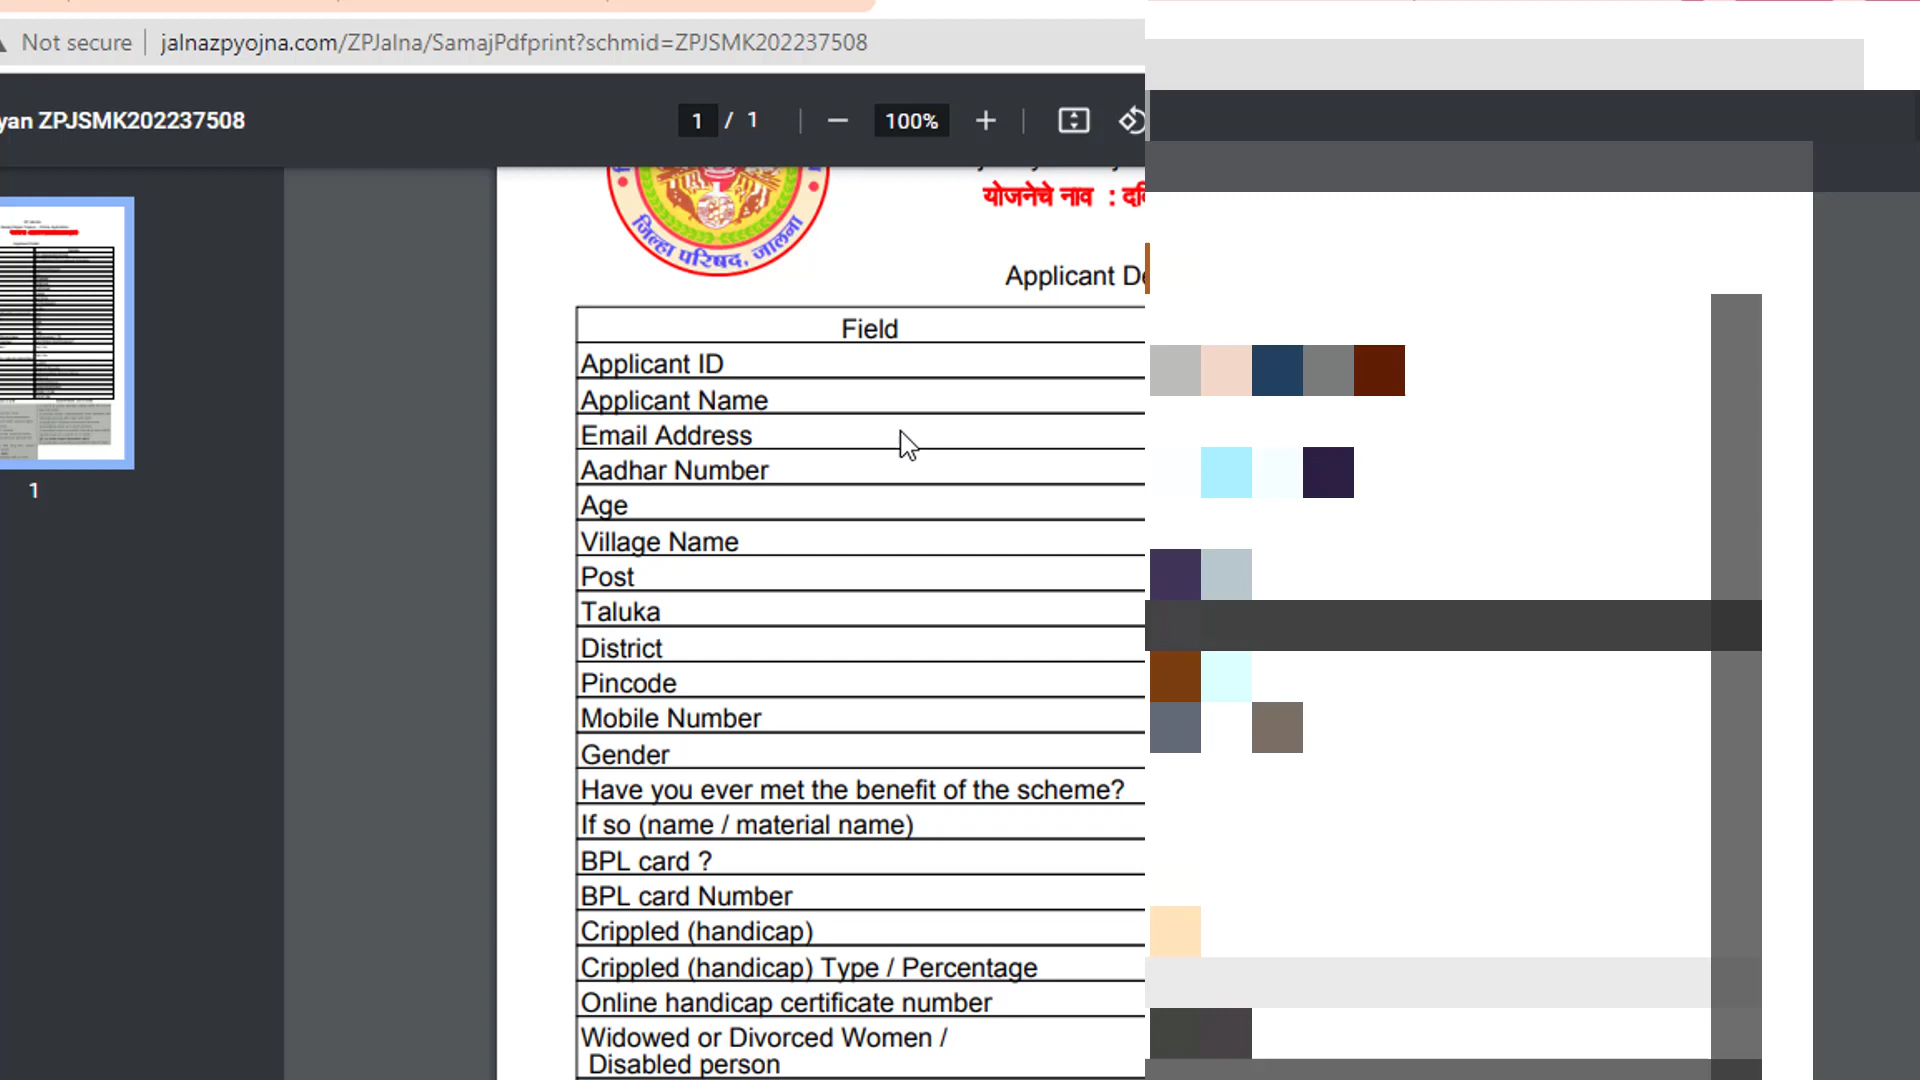 Not secure
jalnazpyojna.com/ZPJalna/SamajPdfprint?schmid=ZPJSMK202237508
yan ZPJSMK202237508
1 / 1
100%
योजनेचे नाव :
जिल्हा परिषद, जालना
Applicant
Field
Applicant ID
Applicant Name
Email Address
Aadhar Number
Age
Village Name
Post
Taluka
District
Pincode
Mobile Number
Gender
Have you ever met the benefit of the scheme?
If so (name / material name)
BPL card ?
BPL card Number
Crippled (handicap)
Crippled (handicap) Type / Percentage
Online handicap certificate number
Widowed or Divorced Women /
Disabled person
1